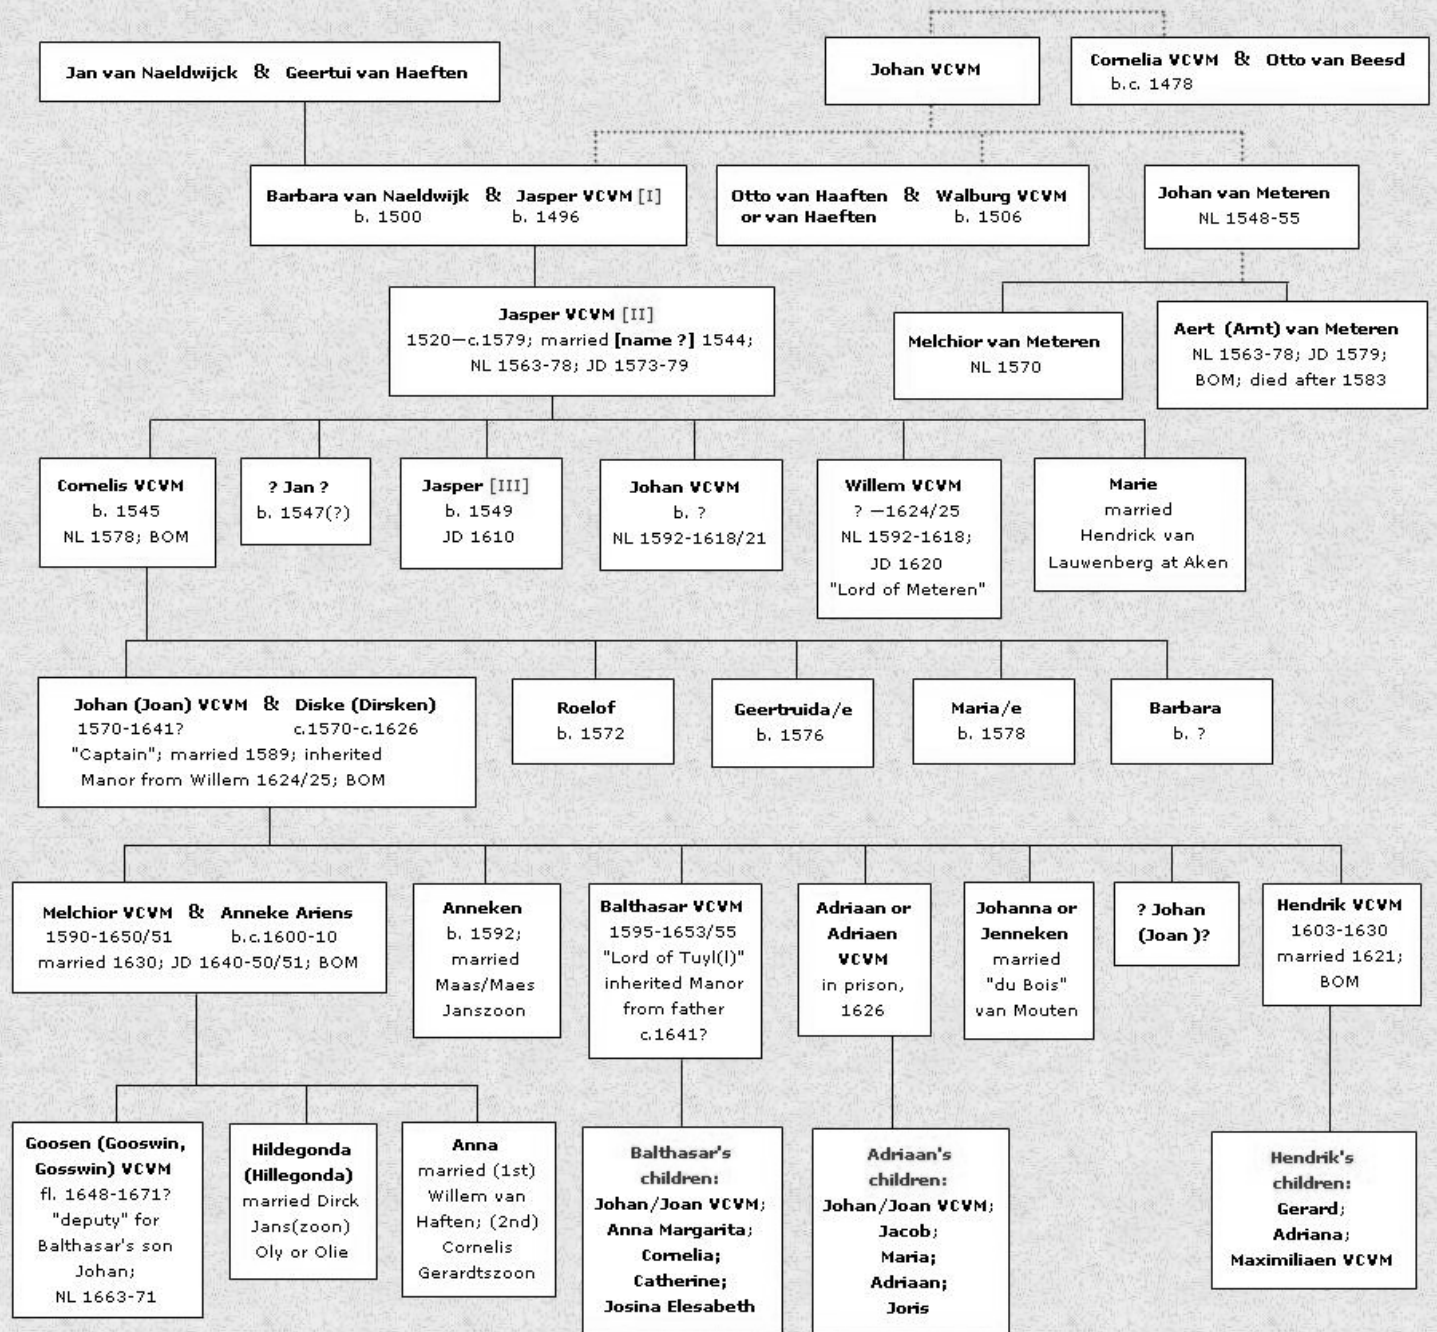 Jan van Naeldwijck & Geertui van Haeften
Johan VCVM
Cornelia VCVM & Otto van Beesd
b.c. 1478
Barbara van Naeldwijk & Jasper VCVM [I]
b. 1500 b. 1496
Otto van Haaften & Walburg VCVM
or van Haeften b. 1506
Johan van Meteren
NL 1548-55
Jasper VCVM [II]
1520—c.1579; married [name ?] 1544;
NL 1563-78; JD 1573-79
Melchior van Meteren
NL 1570
Aert (Arnt) van Meteren
NL 1563-78; JD 1579;
BOM; died after 1583
Cornelis VCVM
b. 1545
NL 1578; BOM
? Jan ?
b. 1547(?)
Jasper [III]
b. 1549
JD 1610
Johan VCVM
b. ?
NL 1592-1618/21
Willem VCVM
? —1624/25
NL 1592-1618;
JD 1620
"Lord of Meteren"
Marie
married
Hendrick van
Lauwenberg at Aken
Johan (Joan) VCVM & Diske (Dirsken)
1570-1641? c.1570-c.1626
"Captain"; married 1589; inherited
Manor from Willem 1624/25; BOM
Roelof
b. 1572
Geertruida/e
b. 1576
Maria/e
b. 1578
Barbara
b. ?
Melchior VCVM & Anneke Ariens
1590-1650/51 b.c.1600-10
married 1630; JD 1640-50/51; BOM
Anneken
b. 1592;
married
Maas/Maes
Janszoon
Balthasar VCVM
1595-1653/55
"Lord of Tuyl(l)"
inherited Manor
from father
c.1641?
Adriaan or
Adriaen
VCVM
in prison,
1626
Johanna or
Jenneken
married
"du Bois"
van Mouten
? Johan
(Joan )?
Hendrik VCVM
1603-1630
married 1621;
BOM
Goosen (Gooswin,
Gosswin) VCVM
fl. 1648-1671?
"deputy" for
Balthasar's son
Johan;
NL 1663-71
Hildegonda
(Hillegonda)
married Dirck
Jans(zoon)
Oly or Olie
Anna
married (1st)
Willem van
Haften; (2nd)
Cornelis
Gerardtszoon
Balthasar's
children:
Johan/Joan VCVM;
Anna Margarita;
Cornelia;
Catherine;
Josina Elesabeth
Adriaan's
children:
Johan/Joan VCVM;
Jacob;
Maria;
Adriaan;
Joris
Hendrik's
children:
Gerard;
Adriana;
Maximiliaen VCVM